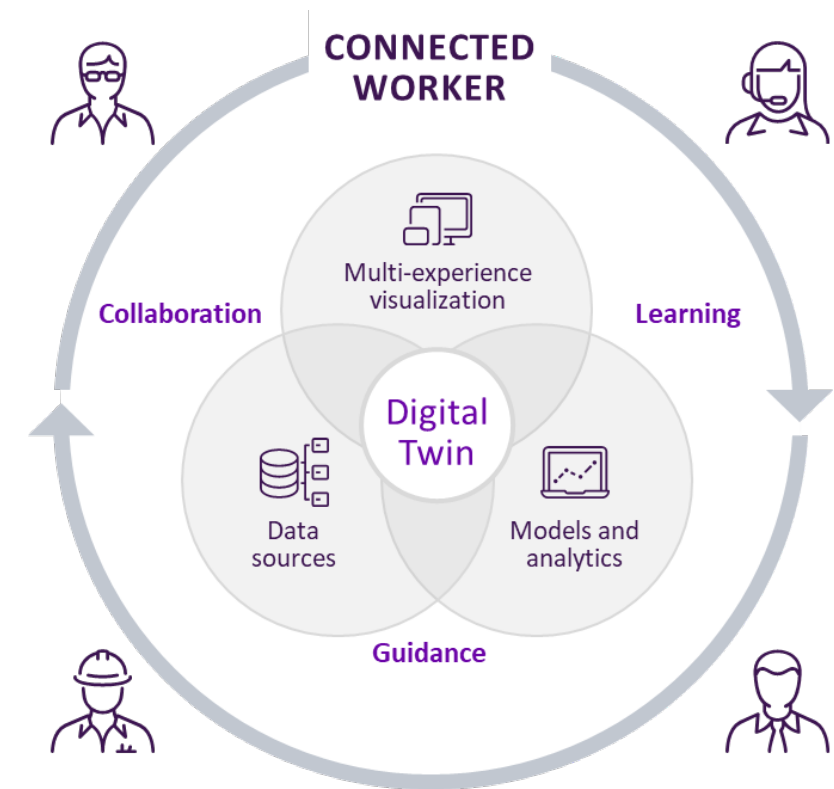 CONNECTED
WORKER
Multi-experience
visualization
Collaboration
Learning
Digital
Twin
Data
sources
Models and
analytics
Guidance